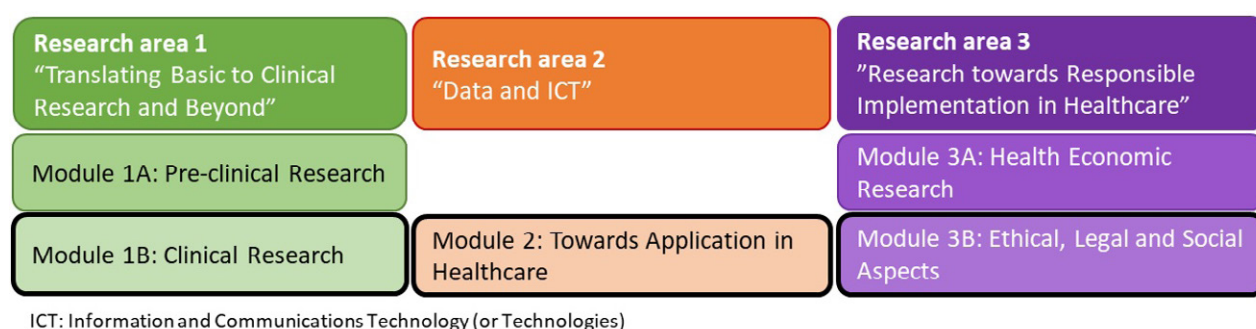 Research area 1
“Translating Basic to Clinical
Research and Beyond”
Module 1A: Pre-clinical Research
Module 1B: Clinical Research
Research area 2
“Data and ICT”
Module 2: Towards Application in
Healthcare
Research area 3
”Research towards Responsible
Implementation in Healthcare”
Module 3A: Health Economic
Research
Module 3B: Ethical, Legal and Social
Aspects
ICT: Information and Communications Technology (or Technologies)